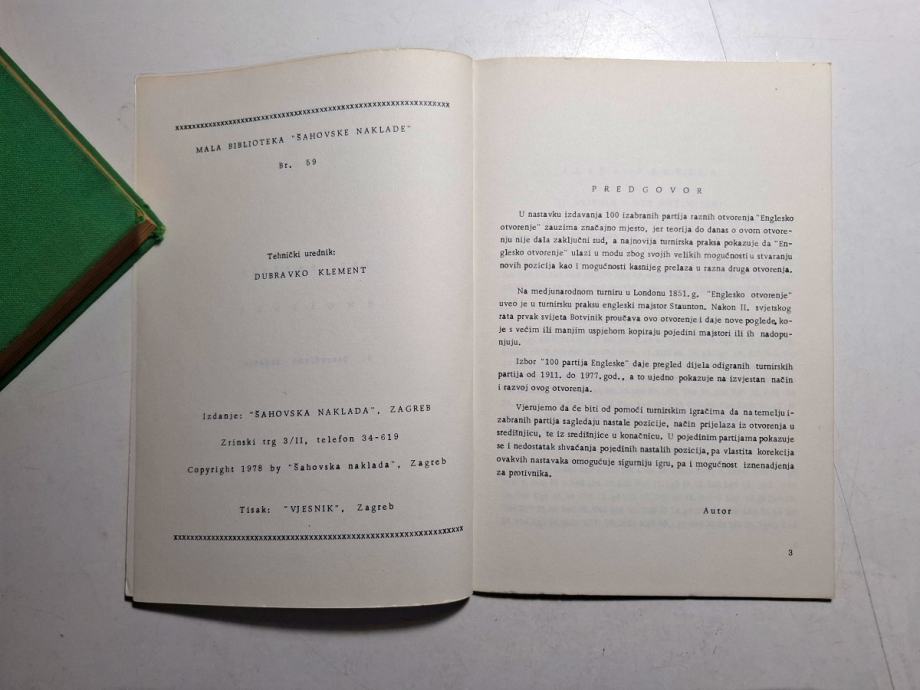 xxxxxxxxxxxxxxxxxxxxxxxxxxxxxxxxxxxxxxxxxxxxxxxxxxxxxxxxxxx
MALA BIBLIOTEKA "ŠAHOVSKE NAKLADE"
Br. 59
Tehnički urednik:
DUBRAVKO KLEMENT
Izdanje: "ŠAHOVSKA NAKLADA", ZAGREB
Zrinski trg 3/II, telefon 34-619
Copyright 1978 by "Šahovska naklada", Zagreb
Tisak: "VJESNIK", Zagreb
xxxxxxxxxxxxxxxxxxxxxxxxxxxxxxxxxxxxxxxxxxxxxxxxxxxxxxxxxxx
PREDGOVOR
U nastavku izdavanja 100 izabranih partija raznih otvorenja "Englesko
otvorenje" zauzima značajno mjesto, jer teorija do danas o ovom otvore-
nju nije dala zaključni sud, a najnovija turnirska praksa pokazuje da "En-
glesko otvorenje" ulazi u modu zbog svojih velikih mogućnosti u stvaranju
novih pozicija kao i mogućnosti kasnijeg prelaza u razna druga otvorenja.
Na medjunarodnom turniru u Londonu 1851.g. "Englesko otvorenje"
uveo je u turnirsku praksu engleski majstor Staunton. Nakon II. svjetskog
rata prvak svijeta Botvinik proučava ovo otvorenje i daje nove poglede, ko-
je s većim ili manjim uspjehom kopiraju pojedini majstori ili ih nadopu-
njuju.
Izbor "100 partija Engleske" daje pregled dijela odigranih turnirskih
partija od 1911. do 1977.god., a to ujedno pokazuje na izvjestan način
i razvoj ovog otvorenja.
Vjerujemo da će biti od pomoći turnirskim igračima da na temelju i-
zabranih partija sagledaju nastale pozicije, način prijelaza iz otvorenja u
središnjicu, te iz središnjice u konačnicu. U pojedinim partijama pokazuje
se i nedostatak shvaćanja pojedinih nastalih pozicija, pa vlastita korekcija
ovakvih nastavaka omogućuje sigurniju igru, pa i mogućnost iznenadjenja
za protivnika.
Autor
3